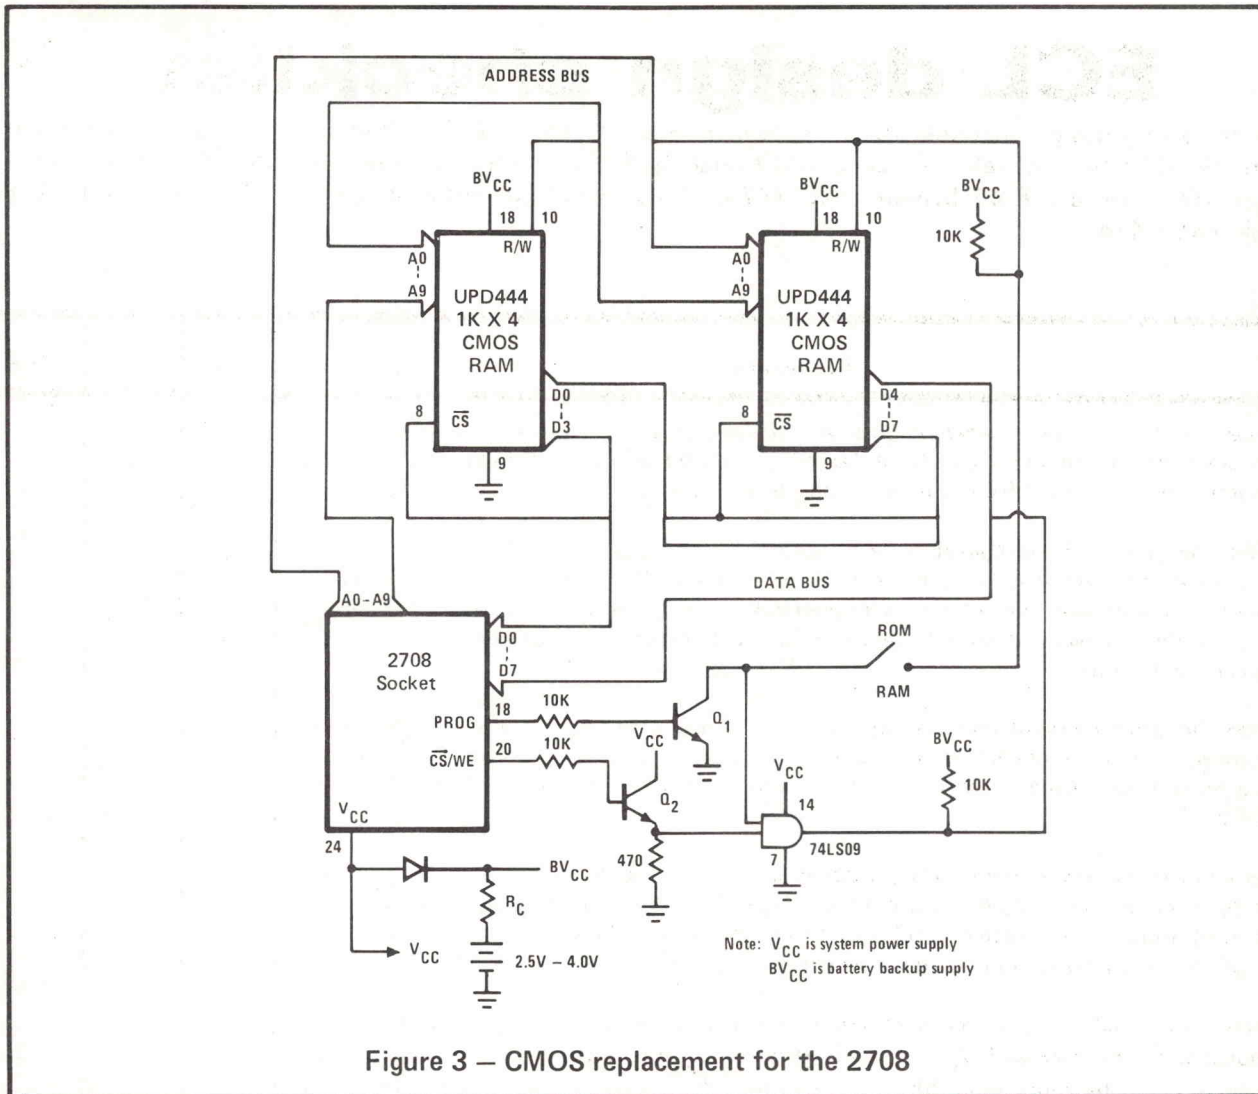 ADDRESS BUS
BVCC
18
10
R/W
A0
A9
UPD444
1K X 4
CMOS
RAM
D0
D3
8
CS
9
BVCC
18
10
R/W
A0
A9
UPD444
1K X 4
CMOS
RAM
D4
D7
8
CS
9
BVCC
10K
DATA BUS
A0-A9
2708
Socket
D0
D7
PROG
18
10K
CS/WE
20
10K
VCC
24
Q1
VCC
Q2
470
ROM
RAM
VCC
14
7
74LS09
BVCC
10K
BVCC
RC
VCC
2.5V – 4.0V
Note: VCC is system power supply
BVCC is battery backup supply
Figure 3 – CMOS replacement for the 2708